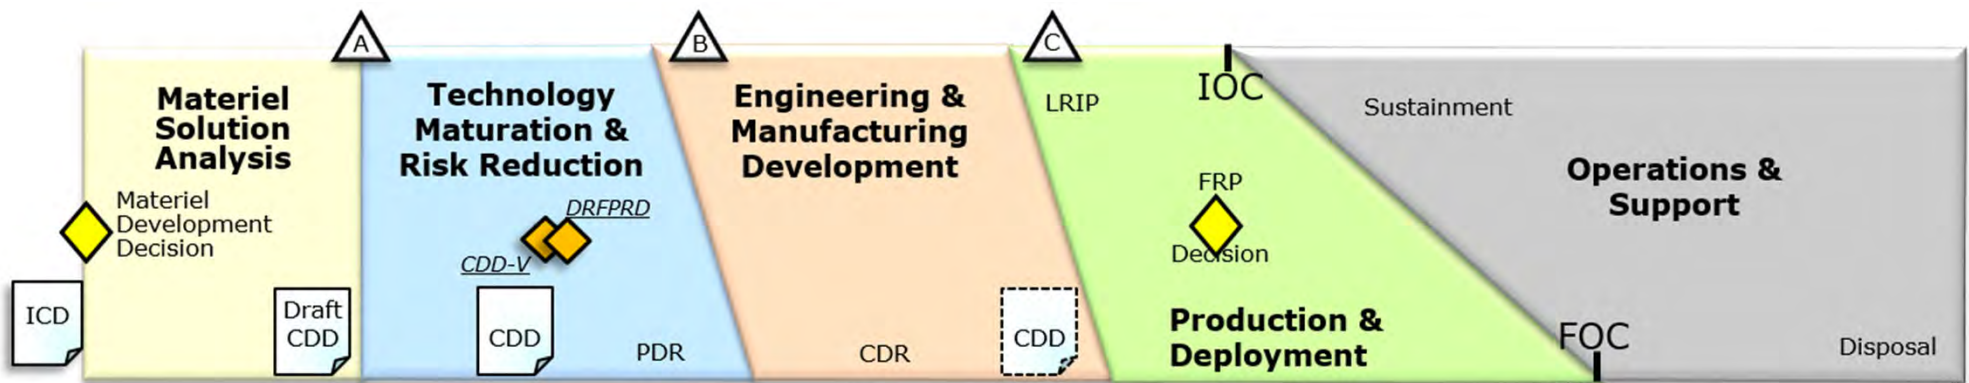 A
B
C
Materiel
Solution
Analysis
Materiel
Development
Decision
ICD
Draft
CDD
Technology
Maturation &
Risk Reduction
DRFPRD
CDD-V
CDD
PDR
Engineering &
Manufacturing
Development
CDR
CDD
LRIP
IOC
FRP
Decision
Production &
Deployment
FOC
Sustainment
Operations &
Support
Disposal